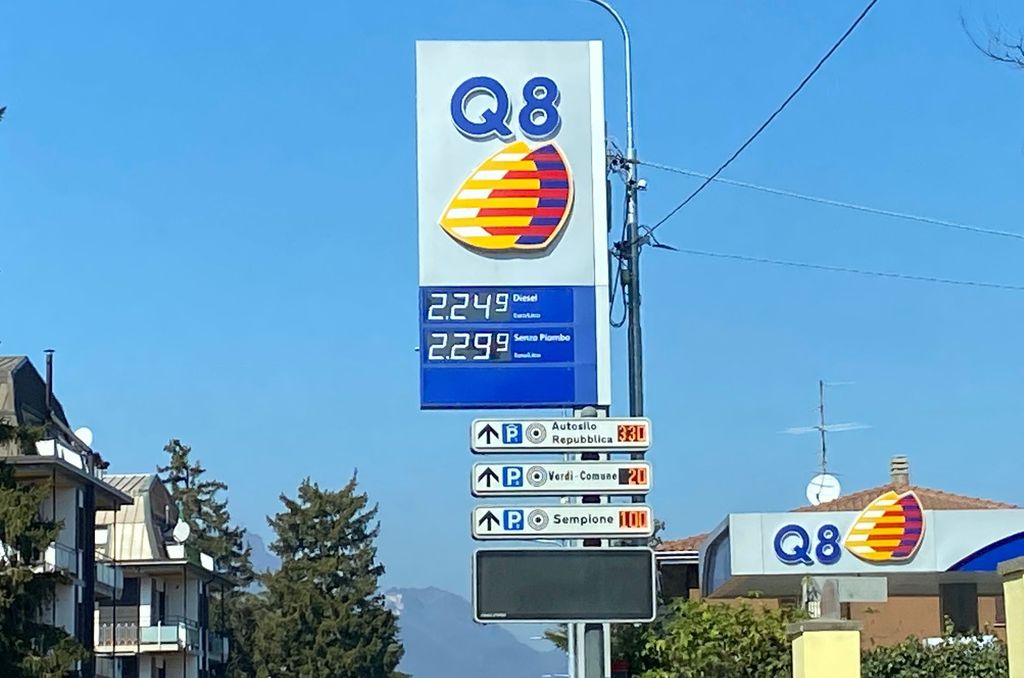 Q8
2.249 Diesel
Euro/Litro
2.299 Senza Piombo
Euro/Litro
P Autosilo
Repubblica 330
P Verdi-Comune 20
P Sempione 100
Q8